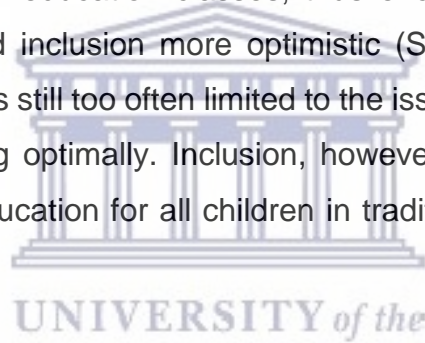 inclusion more optimistic (S
s still too often limited to the iss
g optimally. Inclusion, howeve
ucation for all children in tradit
UNIVERSITY of the